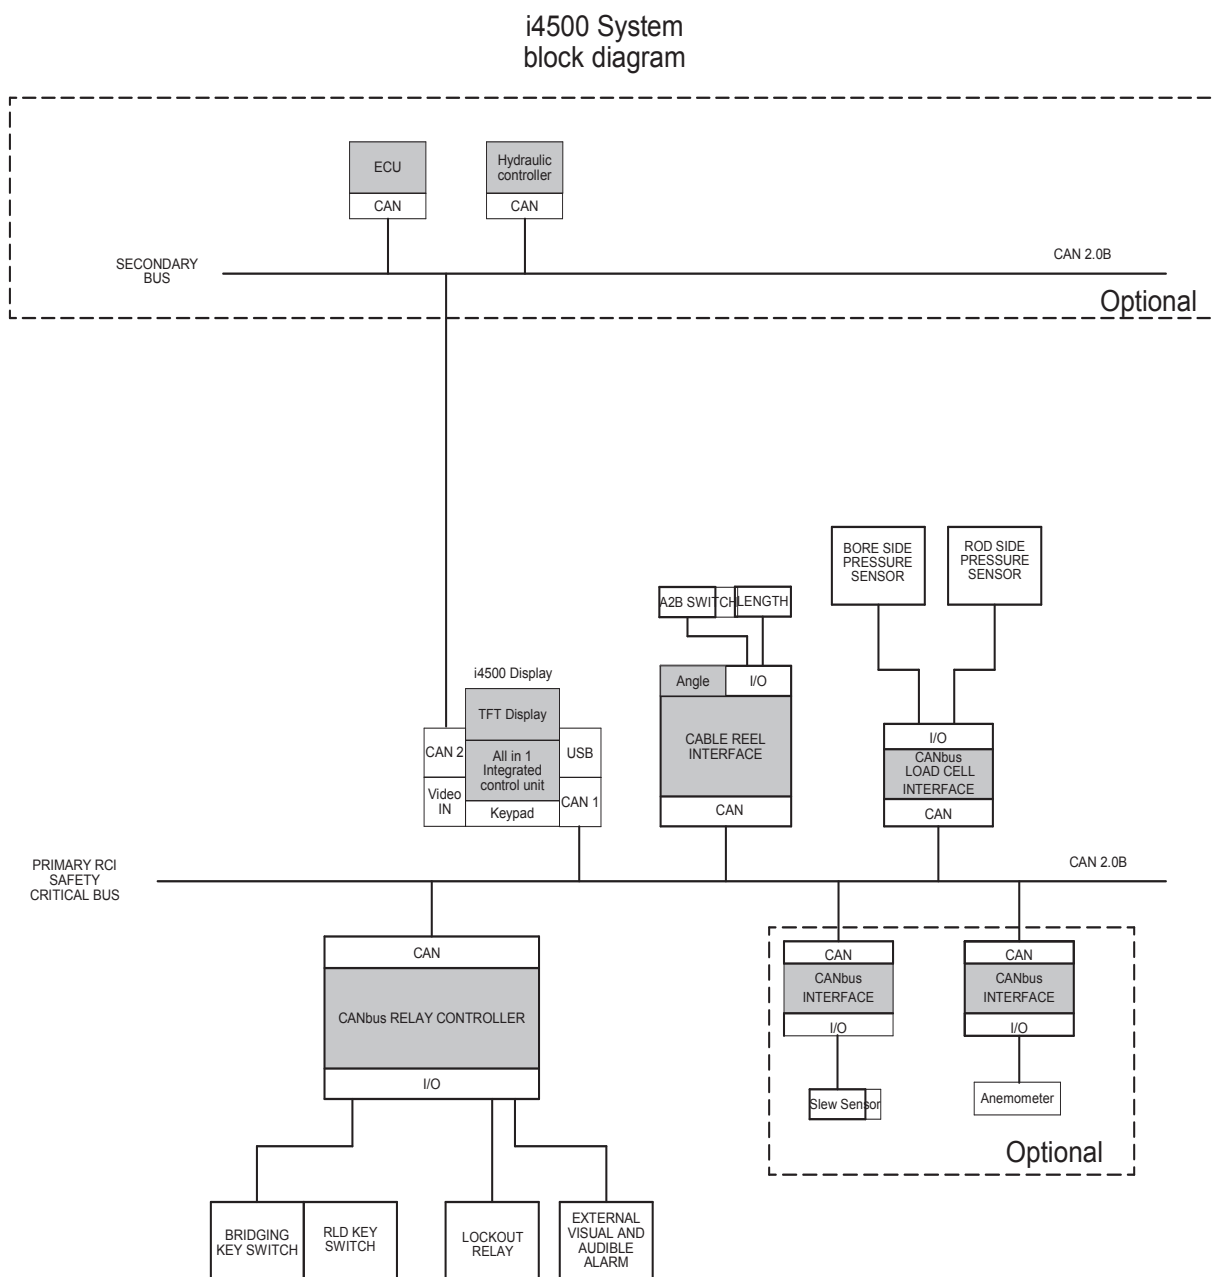 i4500 System
block diagram
ECU
CAN
Hydraulic
controller
CAN
SECONDARY
BUS
CAN 2.0B
Optional
BORE SIDE
PRESSURE
SENSOR
ROD SIDE
PRESSURE
SENSOR
A2B SWITCH
LENGTH
i4500 Display
TFT Display
CAN 2
All in 1
Integrated
control unit
USB
Video
IN
Keypad
CAN 1
Angle
I/O
CABLE REEL
INTERFACE
CAN
I/O
CANbus
LOAD CELL
INTERFACE
CAN
PRIMARY RCI
SAFETY
CRITICAL BUS
CAN 2.0B
CAN
CANbus RELAY CONTROLLER
I/O
CAN
CANbus
INTERFACE
I/O
Slew Sensor
CAN
CANbus
INTERFACE
I/O
Anemometer
Optional
BRIDGING
KEY SWITCH
RLD KEY
SWITCH
LOCKOUT
RELAY
EXTERNAL
VISUAL AND
AUDIBLE
ALARM